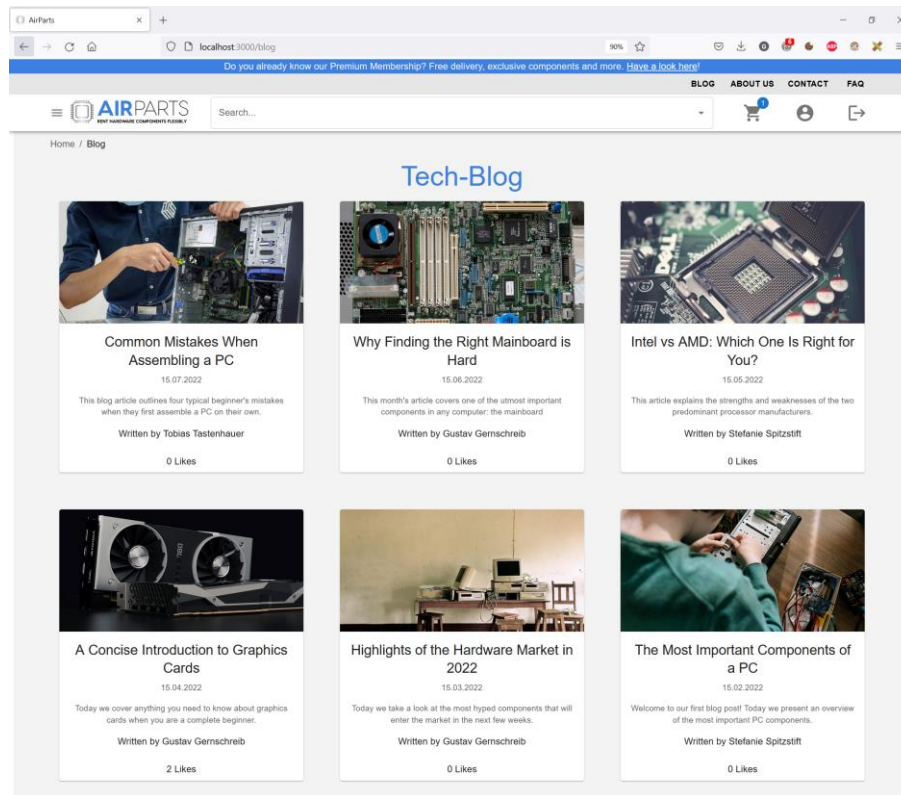 AirParts
localhost:3000/blog
90%
Do you already know our Premium Membership? Free delivery, exclusive components and more. Have a look here!
BLOG ABOUT US CONTACT FAQ
AIRPARTS
RENT HARDWARE COMPONENTS FLEXIBLY
Search...
1
Home / Blog
Tech-Blog
Common Mistakes When
Assembling a PC
15.07.2022
This blog article outlines four typical beginner's mistakes
when they first assemble a PC on their own.
Written by Tobias Tastenhauer
0 Likes
Why Finding the Right Mainboard is
Hard
15.06.2022
This month's article covers one of the utmost important
components in any computer: the mainboard
Written by Gustav Gernschreib
0 Likes
DELL
Intel vs AMD: Which One Is Right for
You?
15.05.2022
This article explains the strengths and weaknesses of the two
predominant processor manufacturers.
Written by Stefanie Spitzstift
0 Likes
A Concise Introduction to Graphics
Cards
15.04.2022
Today we cover anything you need to know about graphics
cards when you are a complete beginner.
Written by Gustav Gernschreib
2 Likes
Highlights of the Hardware Market in
2022
15.03.2022
Today we take a look at the most hyped components that will
enter the market in the next few weeks.
Written by Gustav Gernschreib
0 Likes
The Most Important Components of
a PC
15.02.2022
Welcome to our first blog post! Today we present an overview
of the most important PC components.
Written by Stefanie Spitzstift
0 Likes